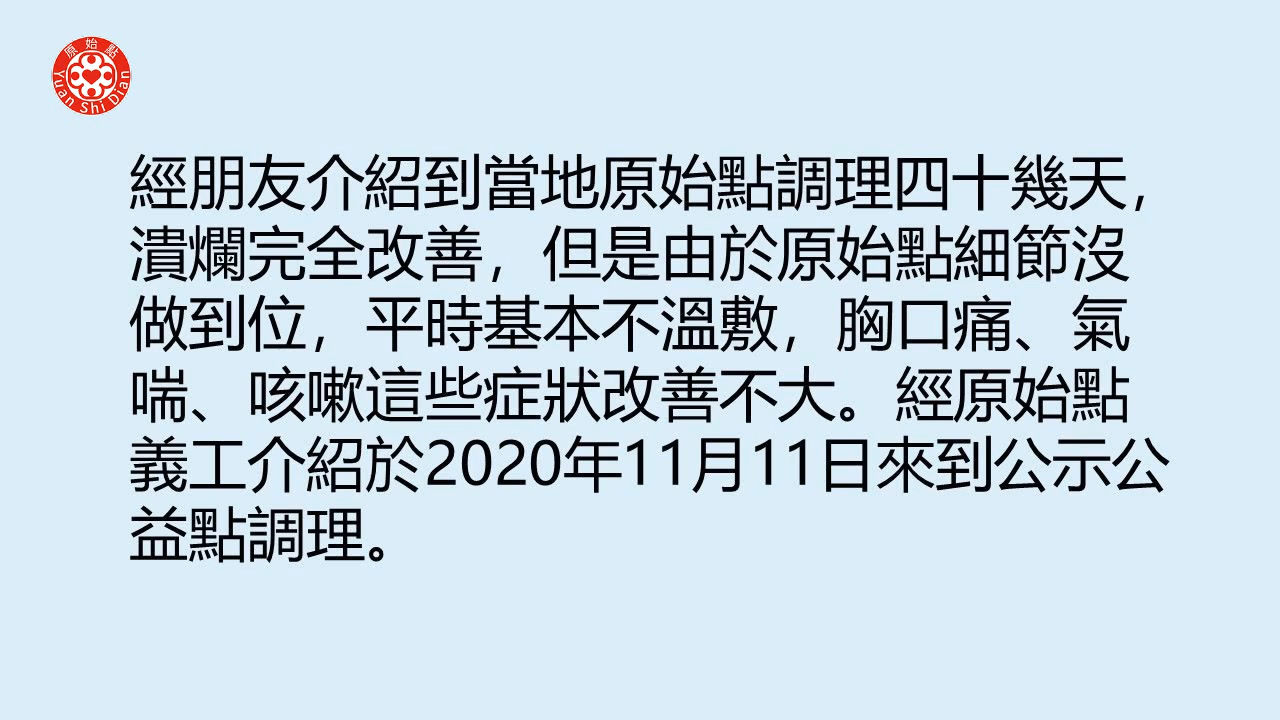 原始點
Yuan Shi Dian
經朋友介紹到當地原始點調理四十幾天，
潰爛完全改善，但是由於原始點細節沒
做到位，平時基本不溫敷，胸口痛、氣
喘、咳嗽這些症狀改善不大。經原始點
義工介紹於2020年11月11日來到公示公
益點調理。